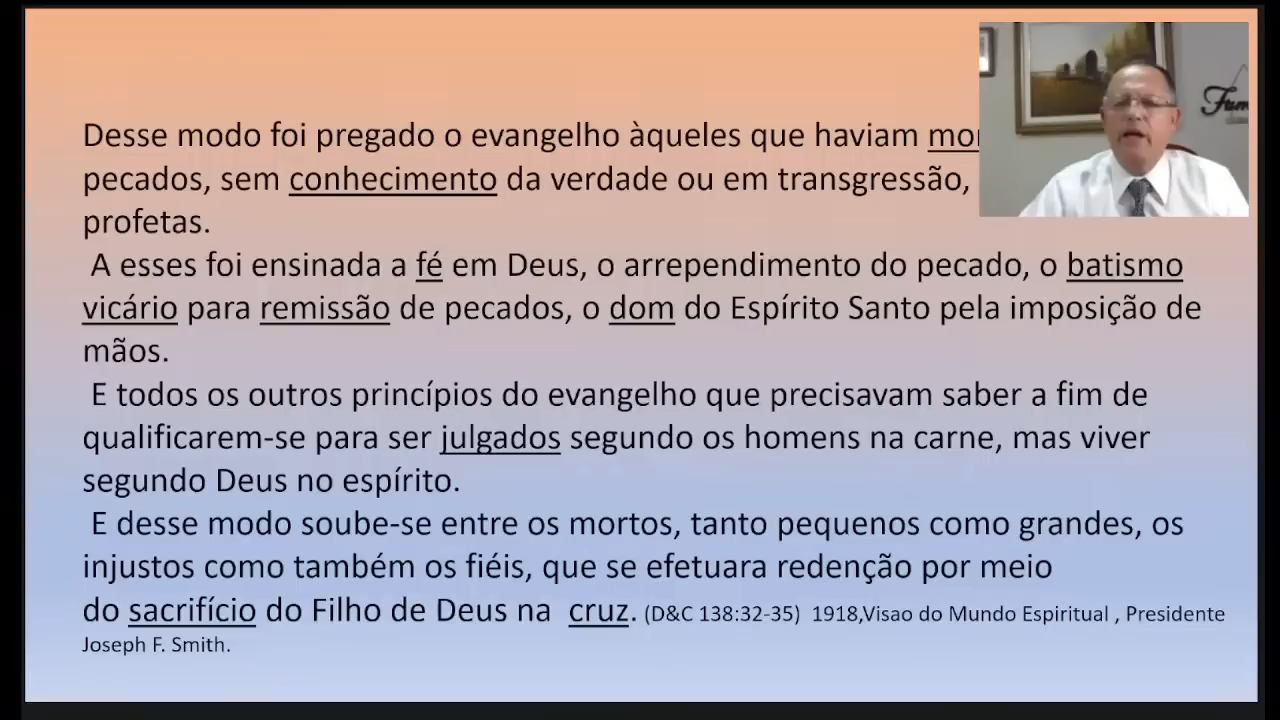 Desse modo foi pregado o evangelho àqueles que haviam
pecados, sem conhecimento da verdade ou em transgressão,
profetas.
A esses foi ensinada a fé em Deus, o arrependimento do pecado, o batismo
vicário para remissão de pecados, o dom do Espírito Santo pela imposição de
mãos.
E todos os outros princípios do evangelho que precisavam saber a fim de
qualificarem-se para ser julgados segundo os homens na carne, mas viver
segundo Deus no espírito.
E desse modo soube-se entre os mortos, tanto pequenos como grandes, os
injustos como também os fiéis, que se efetuara redenção por meio
do sacrifício do Filho de Deus na cruz. (D&C 138:32-35) 1918,Visao do Mundo Espiritual , Presidente
Joseph F. Smith.